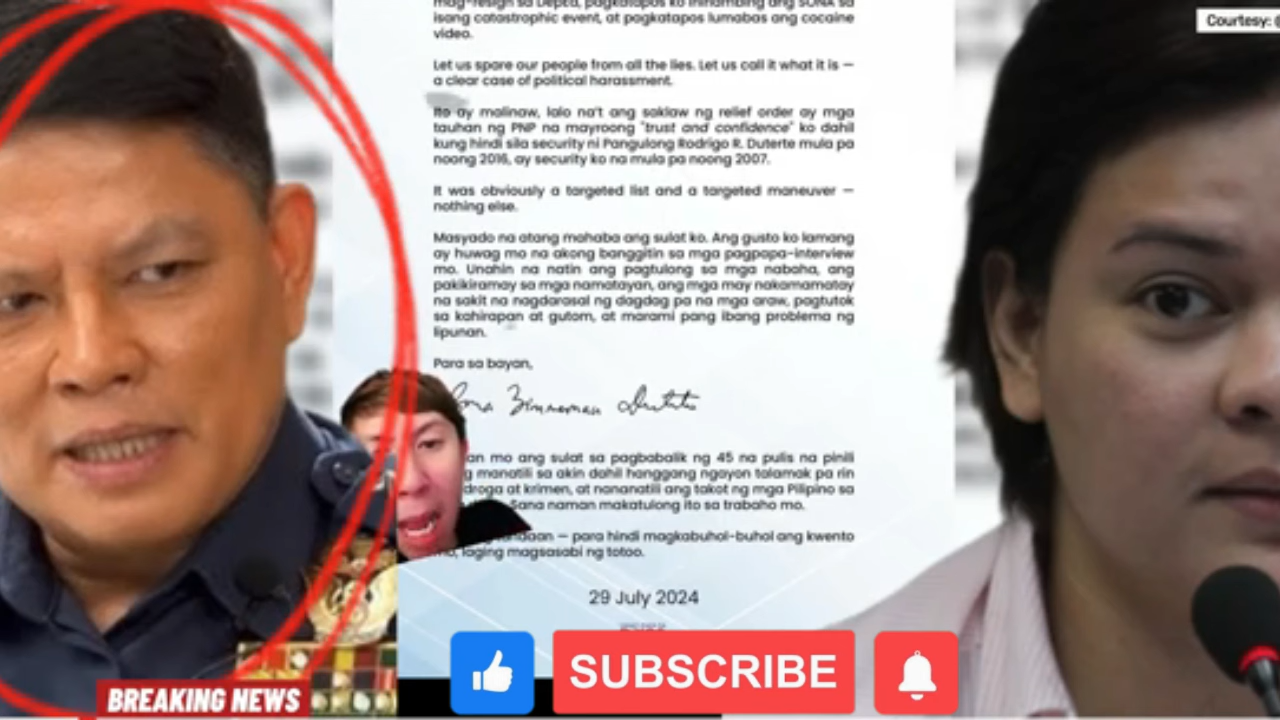 mag-resign sa DepEd, pagkatapos ko inihambing ang SONA sa
isang catastrophic event, at pagkatapos lumabas ang cocaine
video.
Let us spare our people from all the lies. Let us call it what it is —
a clear case of political harassment.
Ito ay malinaw, lalo na't ang saklaw ng relief order ay mga
tauhan ng PNP na mayroong "trust and confidence" ko dahil
kung hindi sila security ni Pangulong Rodrigo R. Duterte mula pa
noong 2016, ay security ko na mula pa noong 2007.
It was obviously a targeted list and a targeted maneuver —
nothing else.
Masyado na atang mahaba ang sulat ko. Ang gusto ko lamang
ay huwag mo na akong banggitin sa mga pagpapa-interview
mo. Unahin na natin ang pagtulong sa mga nabaha, ang
pakikiramay sa mga namatayan, ang mga may nakamamatay
na sakit na nagdarasal ng dagdag pa na mga araw, pagtutok
sa kahirapan at gutom, at marami pang ibang problema ng
lipunan.
Para sa bayan,
mo ang sulat sa pagbabalik ng 45 na pulis na pinili
manatili sa akin dahil hanggang ngayon talamak pa rin
droga at krimen, at nananatili ang takot ng mga Pilipino sa
Sana naman makatulong ito sa trabaho mo.
— para hindi magkabuhol-buhol ang kwento
laging magsasabi ng totoo.
29 July 2024
Courtesy:
SUBSCRIBE
BREAKING NEWS